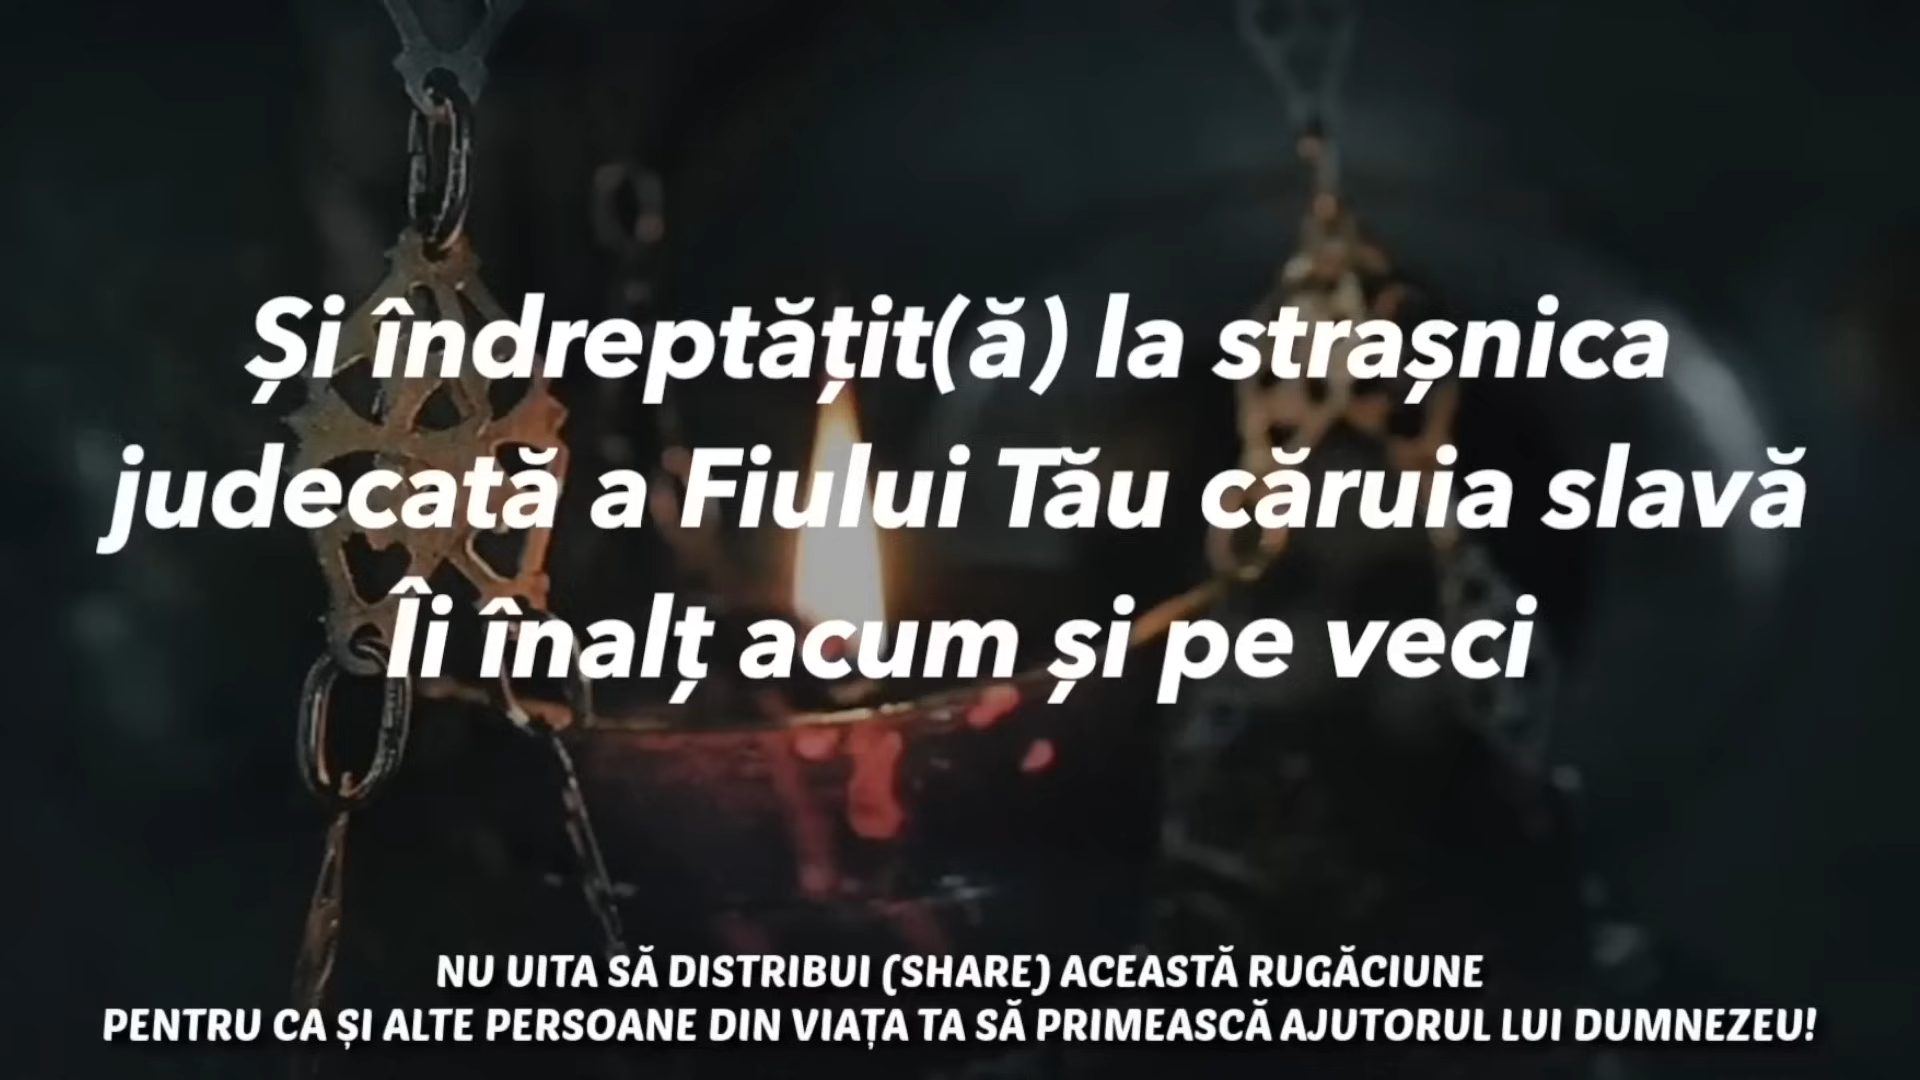 Și îndreptățit(ă) la strașnica
judecată a Fiului Tău căruia slavă
Îi înalț acum și pe veci
NU UITA SĂ DISTRIBUI (SHARE) ACEASTĂ RUGĂCIUNE
PENTRU CA ȘI ALTE PERSOANE DIN VIAȚA TA SĂ PRIMEASCĂ AJUTORUL LUI DUMNEZEU!